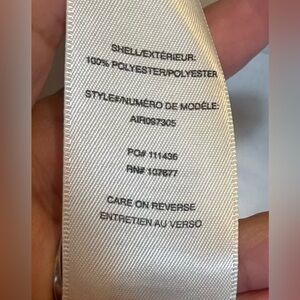 SHELL/EXTÉRIEUR:
100% POLYESTER/POLYESTER
STYLE#/NUMÉRO DE MODÈLE:
AIR097305
PO# 111436
RN# 107677
CARE ON REVERSE
ENTRETIEN AU VERSO